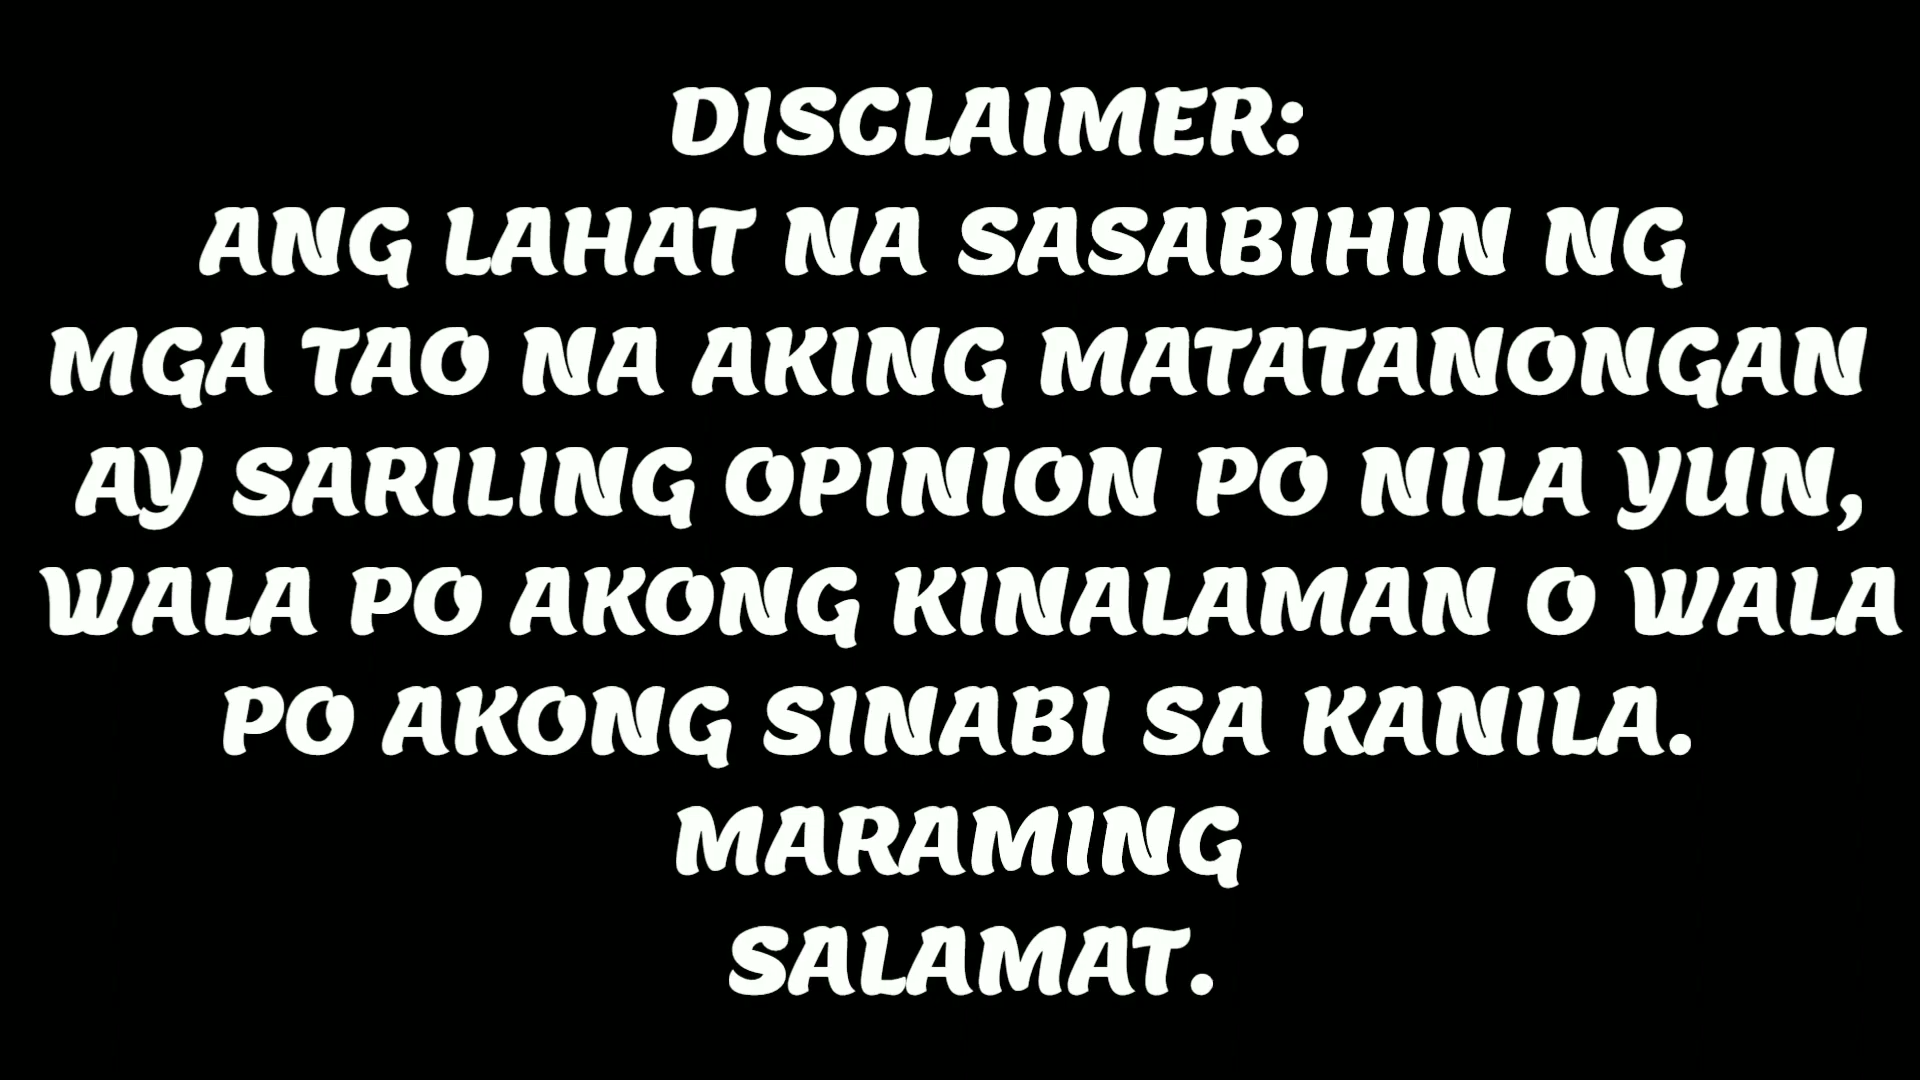 DISCLAIMER:
ANG LAHAT NA SASABIHIN NG
MGA TAO NA AKING MATATANONGAN
AY SARILING OPINION PO NILA YUN,
WALA PO AKONG KINALAMAN O WALA
PO AKONG SINABI SA KANILA.
MARAMING
SALAMAT.